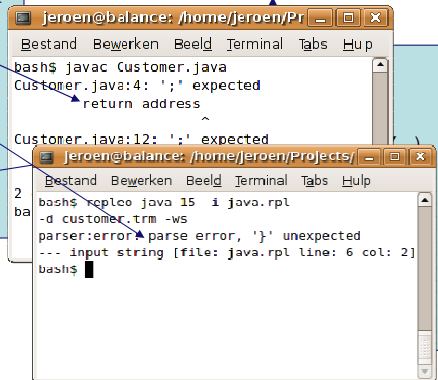 jeroen@balance: /home/jeroen/Pr
Bestand Bewerken Beeld Terminal Tabs Hulp
bash$ javac Customer.java
Customer.java:4: ';' expected
return address
^
Customer.java:12: ';' expected
2
ba
jeroen@balance: /home/jeroen/Projects/
Bestand Bewerken Beeld Terminal Tabs Hulp
bash$ repleo java 15 i java.rpl
-d customer.trm -ws
parser:error: parse error, '}' unexpected
--- input string [file: java.rpl line: 6 col: 2]
bash$